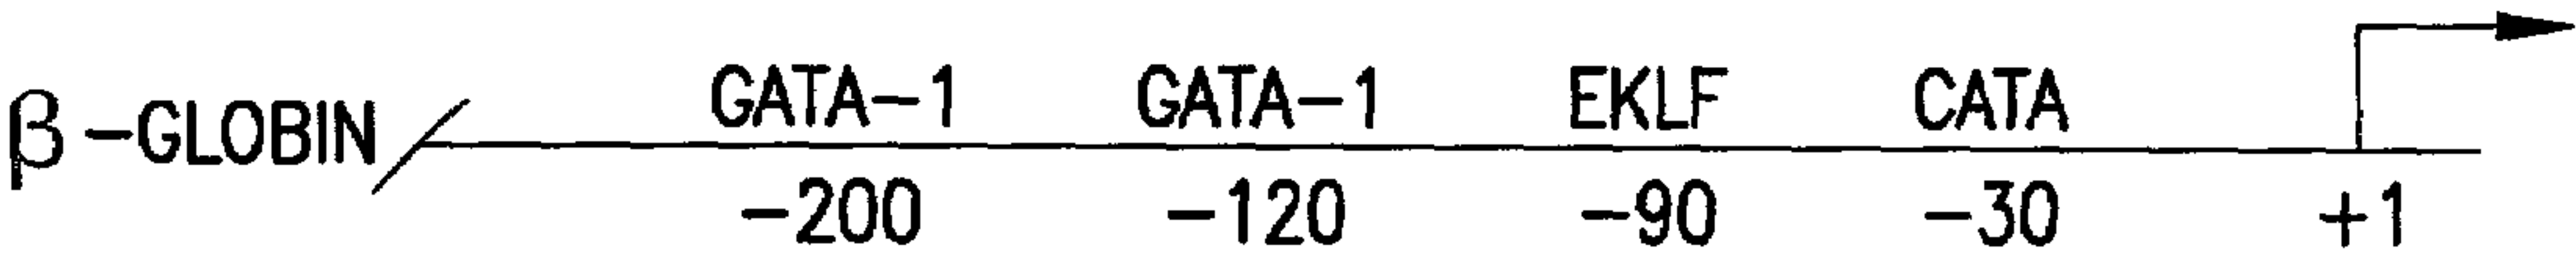 β-GLOBIN GATA-1 GATA-1 EKLF CATA
-200 -120 -90 -30 +1